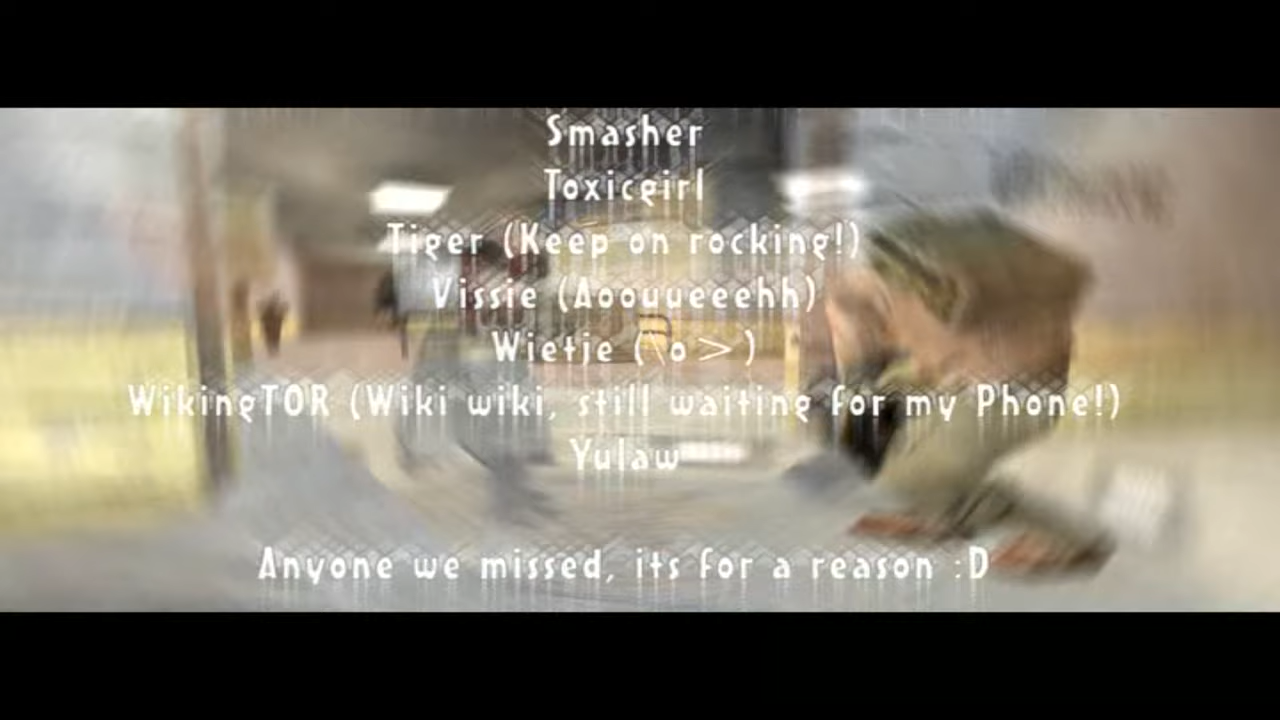 Smasher
Toxicgirl
Tiger (Keep on rocking!)
Vissie (Aoouueeehh)
Wietje (\o>)
WikingTOR (Wiki wiki, still waiting for my Phone!)
Yulaw
Anyone we missed, its for a reason :D